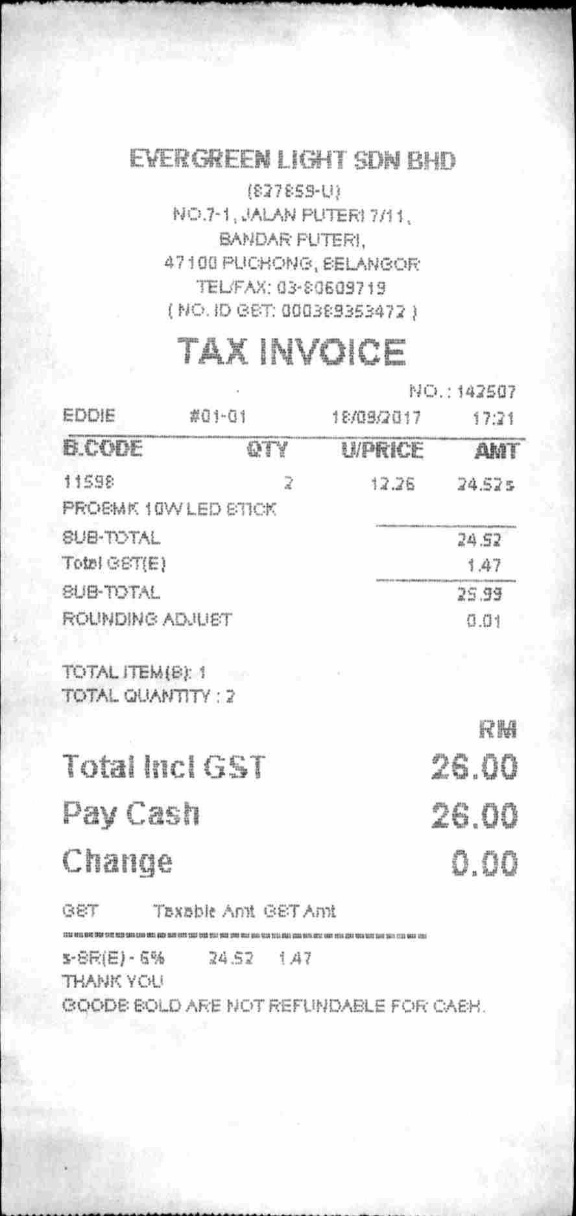 EVERGREEN LIGHT SDN BHD
(827859-U)
NO.7-1, JALAN PUTERI 7/11,
BANDAR PUTERI,
47100 PUCHONG, SELANGOR
TEL/FAX: 03-80609719
( NO. ID GST: 000389353472 )
TAX INVOICE
NO.: 142507
EDDIE #01-01 18/09/2017 17:21
B.CODE QTY U/PRICE AMT
11598 2 12.26 24.52 s
PROEMK 10W LED STICK
SUB-TOTAL 24.52
Total GST(E) 1.47
SUB-TOTAL 25.99
ROUNDING ADJUST 0.01
TOTAL ITEM(S): 1
TOTAL QUANTITY : 2
RM
Total Incl GST 26.00
Pay Cash 26.00
Change 0.00
GST Taxable Amt GST Amt
s-SR(E) - 6% 24.52 1.47
THANK YOU
GOODS SOLD ARE NOT REFUNDABLE FOR CASH.